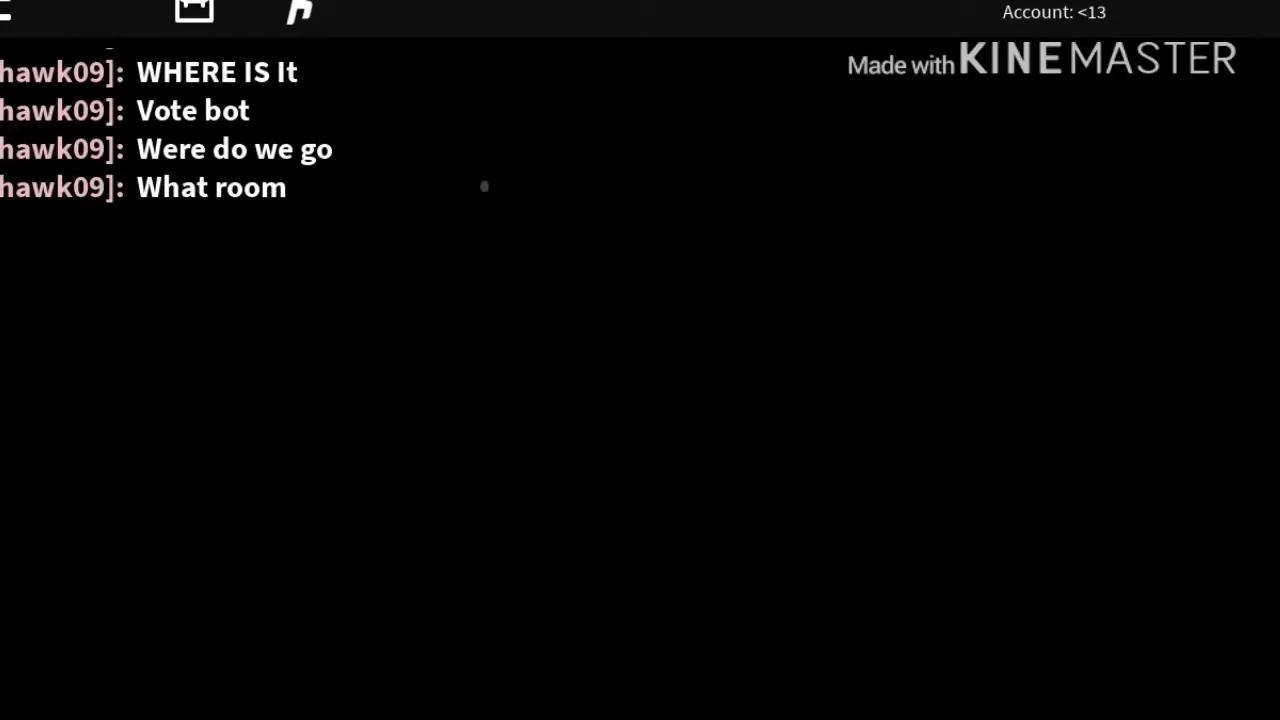 Account: <13
Made with KINEMASTER
hawk09]: WHERE IS It
hawk09]: Vote bot
hawk09]: Were do we go
hawk09]: What room